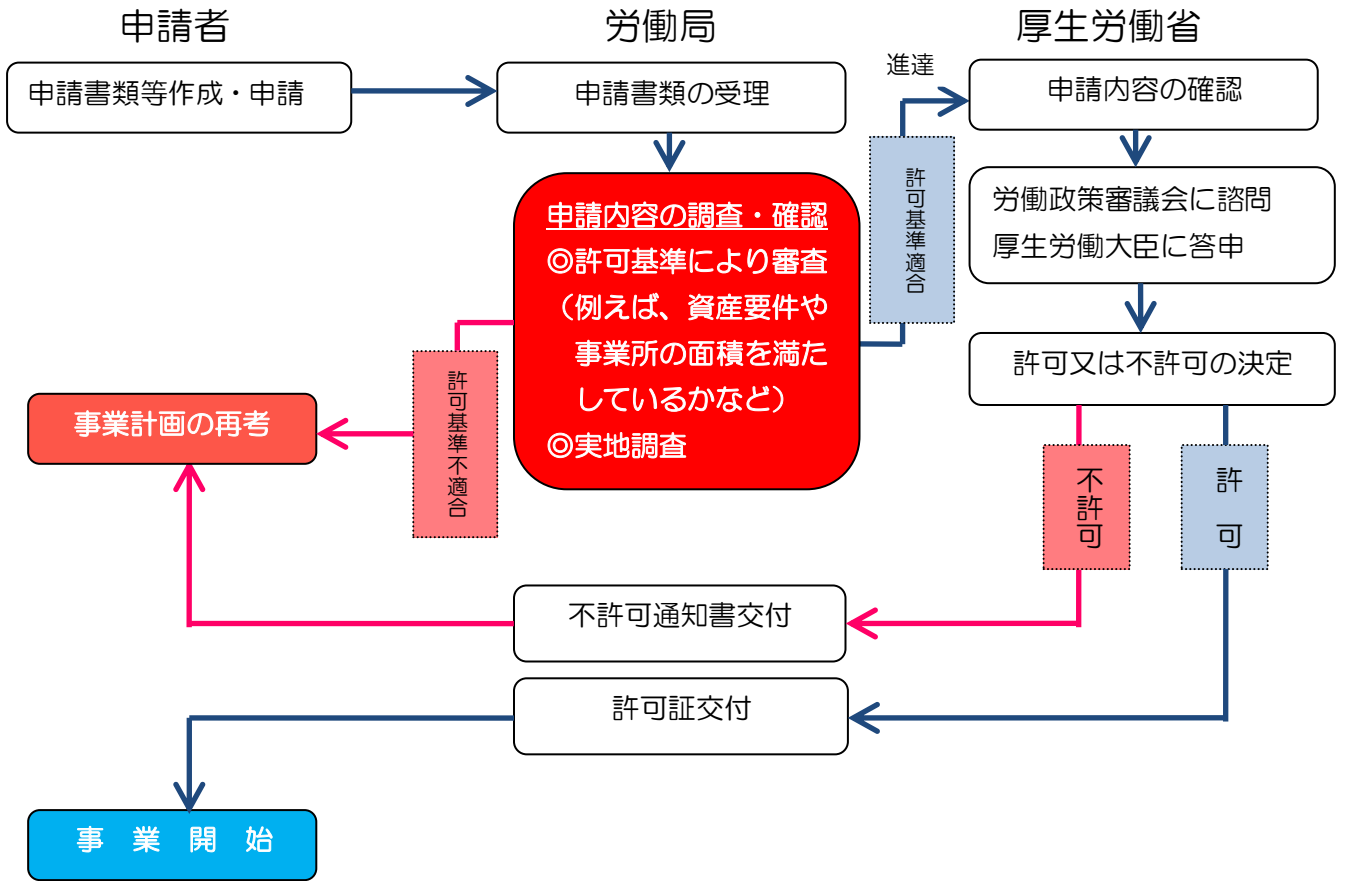 申請者
労働局
厚生労働省
申請書類等作成・申請
申請書類の受理
進達
申請内容の確認
申請内容の調査・確認
◎許可基準により審査
（例えば、資産要件や
事業所の面積を満た
しているかなど）
◎実地調査
許可基準適合
労働政策審議会に諮問
厚生労働大臣に答申
許可又は不許可の決定
許可基準不適合
事業計画の再考
不許可
許　可
不許可通知書交付
許可証交付
事　業　開　始